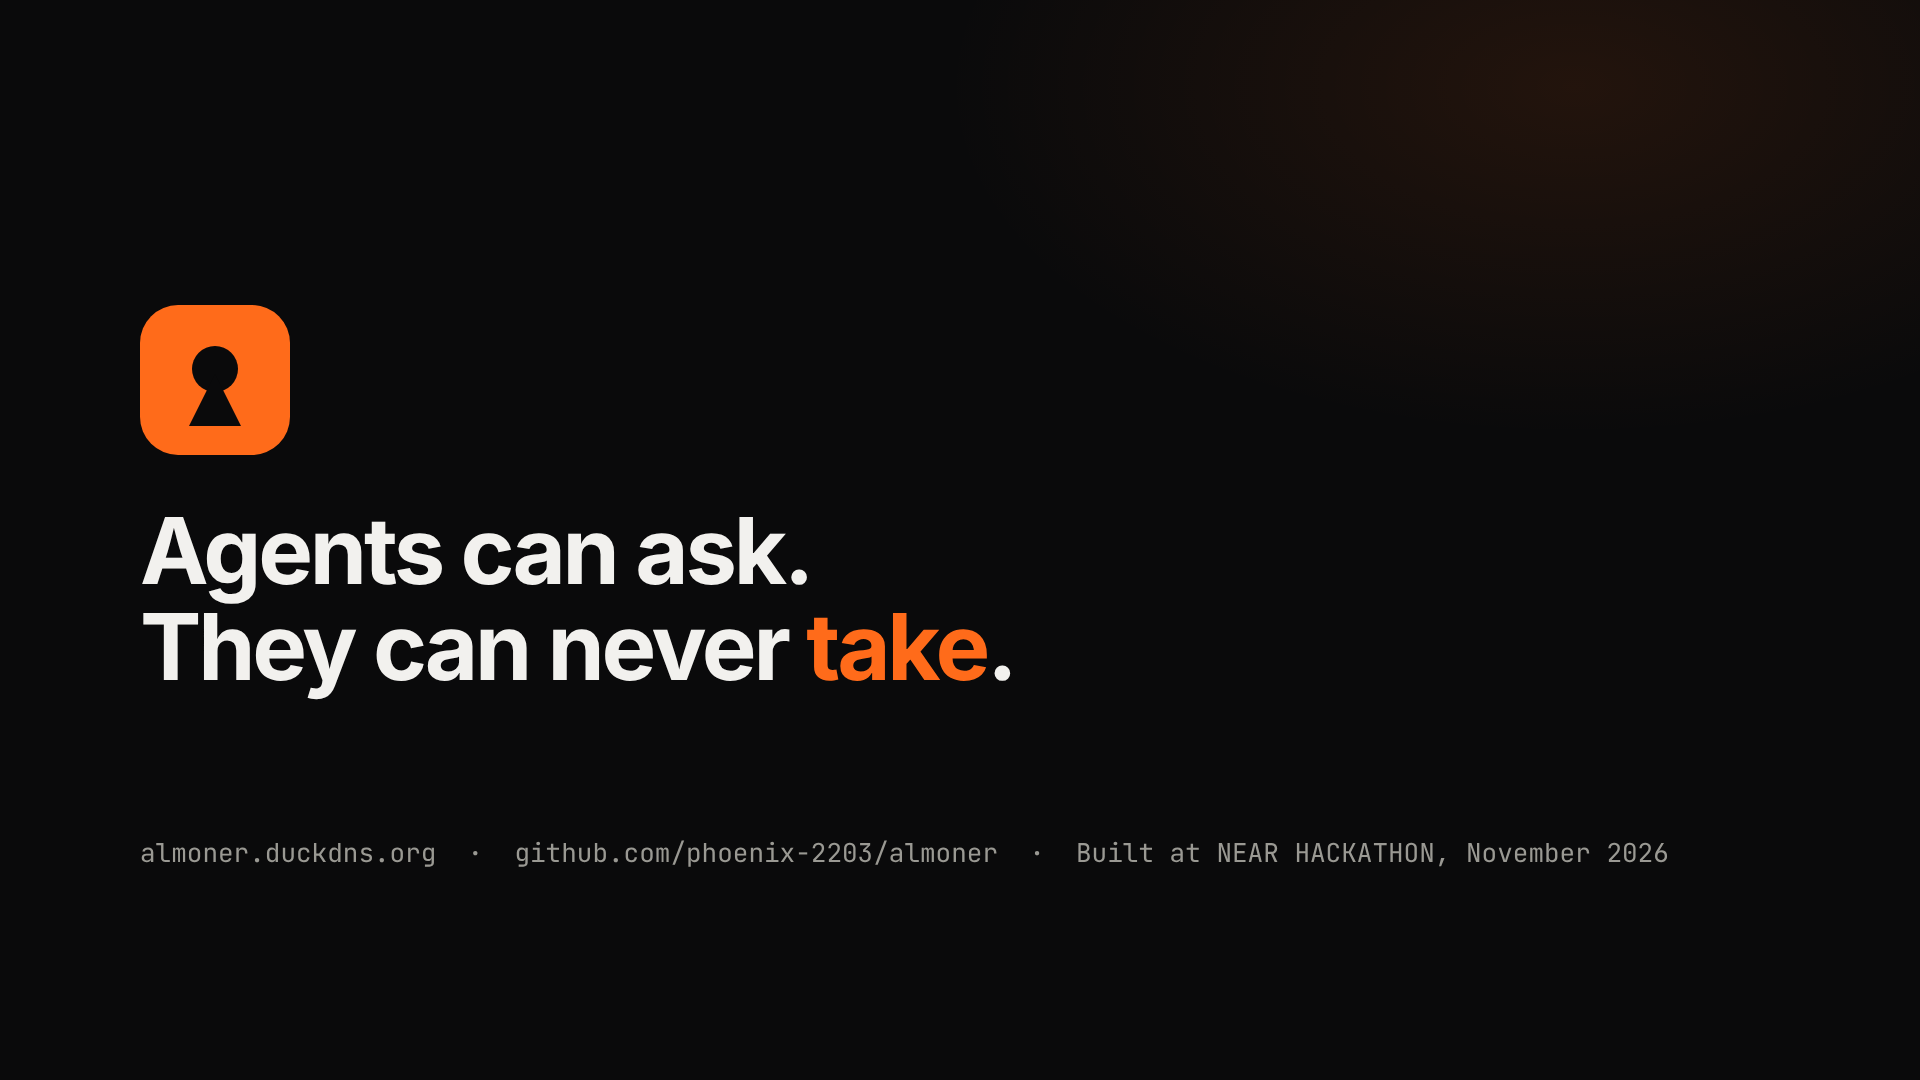 Agents can ask.
They can never take.
almoner.duckdns.org · github.com/phoenix-2203/almoner · Built at NEAR HACKATHON, November 2026